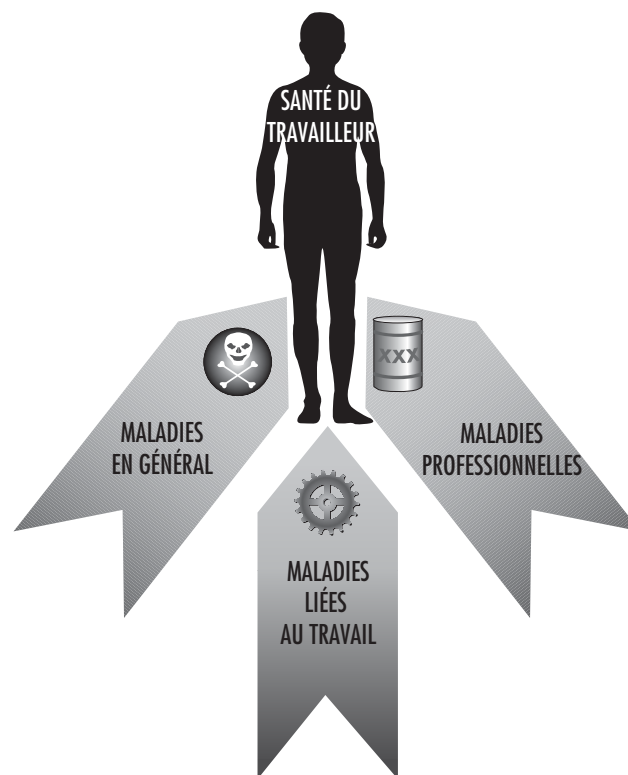 SANTÉ DU
TRAVAILLEUR
XXX
MALADIES
EN GÉNÉRAL
MALADIES
PROFESSIONNELLES
MALADIES
LIÉES
AU TRAVAIL